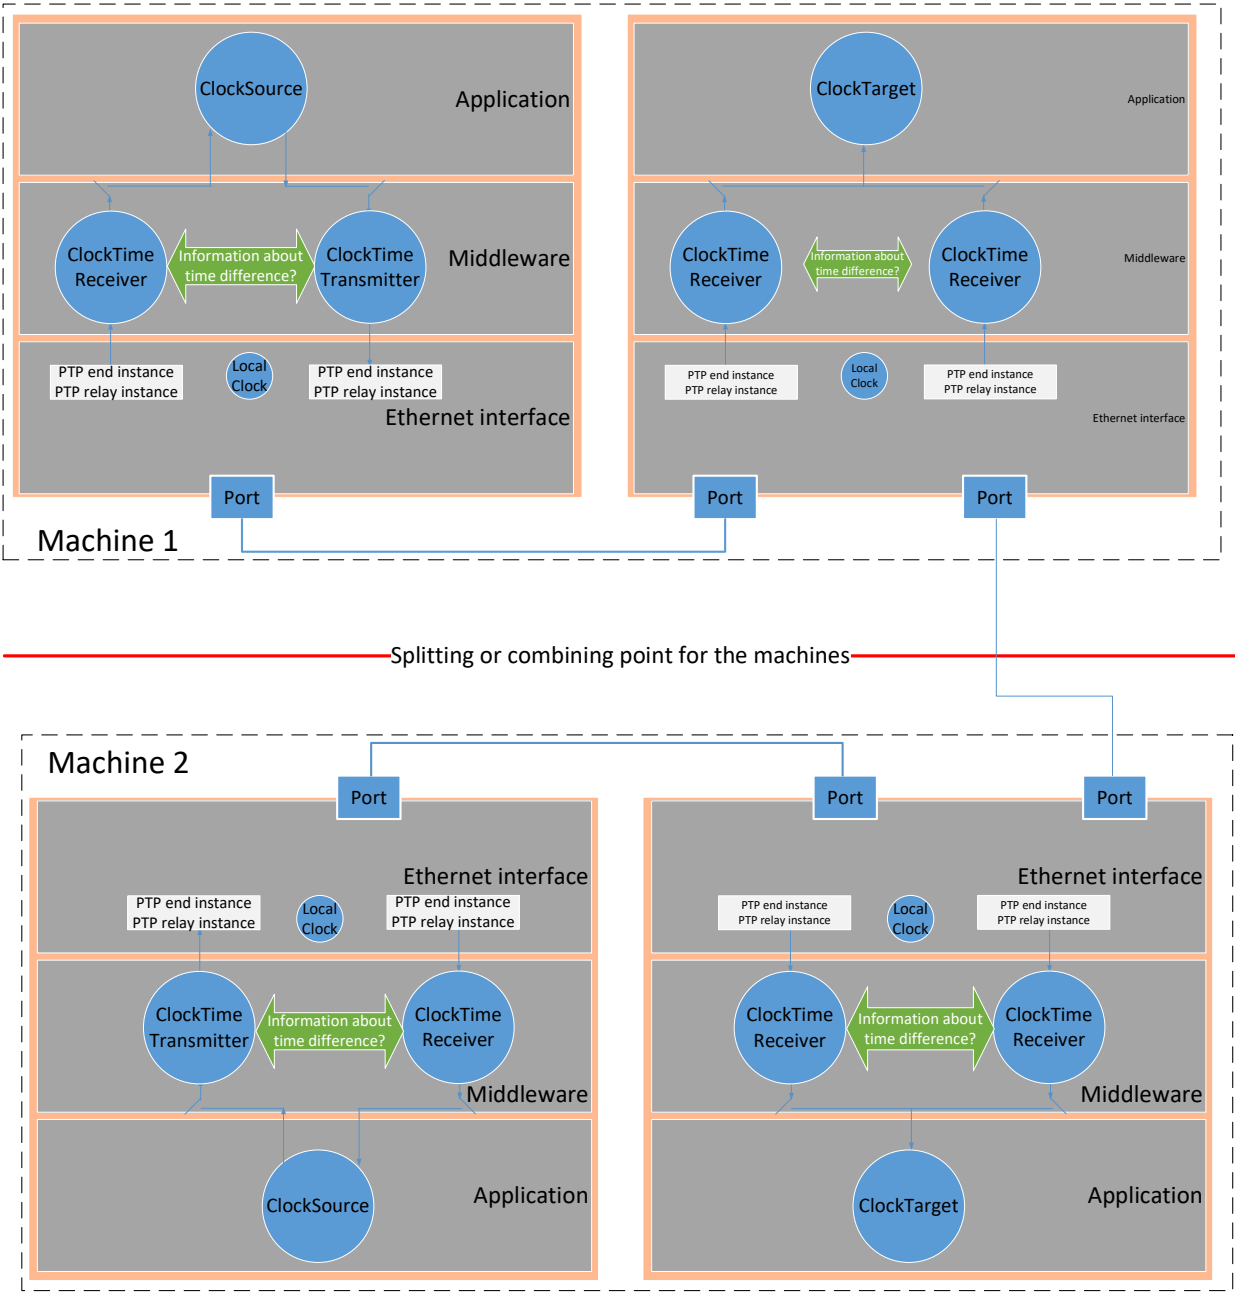 ClockSource
Application
ClockTime
Receiver
Information about
time difference?
ClockTime
Transmitter
Middleware
PTP end instance
PTP relay instance
Local
Clock
PTP end instance
PTP relay instance
Ethernet interface
Port
ClockTarget
Application
ClockTime
Receiver
Information about
time difference?
ClockTime
Receiver
Middleware
PTP end instance
PTP relay instance
Local
Clock
PTP end instance
PTP relay instance
Ethernet interface
Port
Port
Machine 1
Splitting or combining point for the machines
Machine 2
Port
Ethernet interface
PTP end instance
PTP relay instance
Local
Clock
PTP end instance
PTP relay instance
ClockTime
Transmitter
Information about
time difference?
ClockTime
Receiver
Middleware
ClockSource
Application
Port
Port
Ethernet interface
PTP end instance
PTP relay instance
Local
Clock
PTP end instance
PTP relay instance
ClockTime
Receiver
Information about
time difference?
ClockTime
Receiver
Middleware
ClockTarget
Application